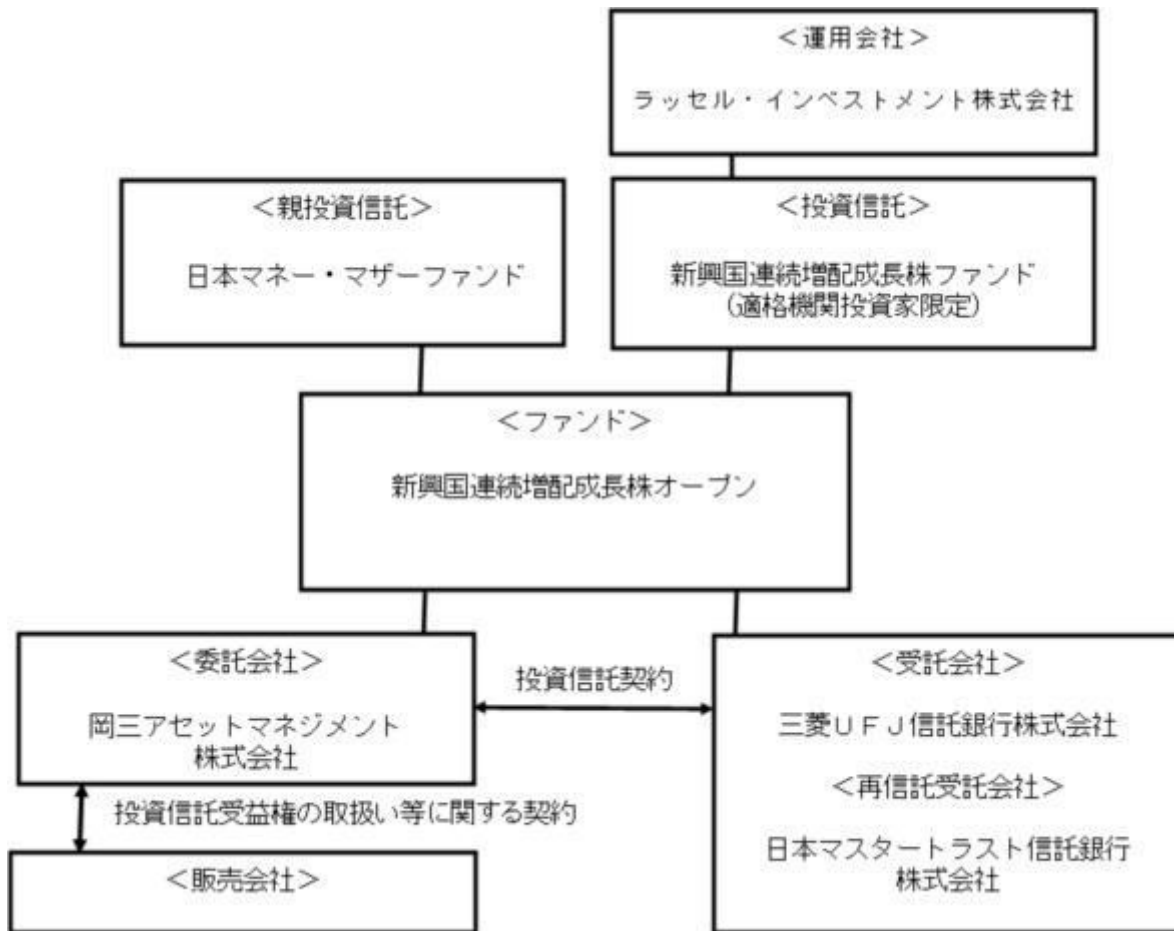 ＜運用会社＞
ラッセル・インベストメント株式会社
＜親投資信託＞
日本マネー・マザーファンド
＜投資信託＞
新興国連続増配成長株ファンド
（適格機関投資家限定）
＜ファンド＞
新興国連続増配成長株オープン
＜委託会社＞
岡三アセットマネジメント
株式会社
投資信託契約
＜受託会社＞
三菱ＵＦＪ信託銀行株式会社
＜再信託受託会社＞
日本マスタートラスト信託銀行
株式会社
投資信託受益権の取扱い等に関する契約
＜販売会社＞